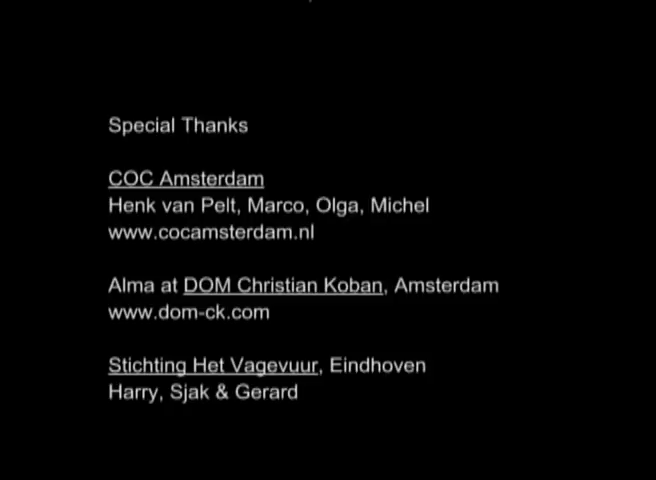 Special Thanks
COC Amsterdam
Henk van Pelt, Marco, Olga, Michel
www.cocamsterdam.nl
Alma at DOM Christian Koban, Amsterdam
www.dom-ck.com
Stichting Het Vagevuur, Eindhoven
Harry, Sjak & Gerard